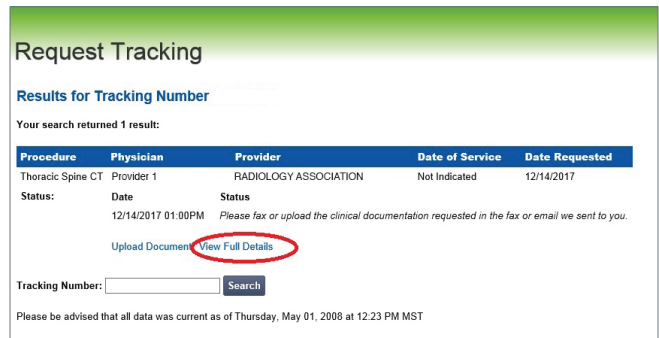 Request Tracking
Results for Tracking Number
Your search returned 1 result:
Procedure Physician Provider Date of Service Date Requested
Thoracic Spine CT Provider 1 RADIOLOGY ASSOCIATION Not Indicated 12/14/2017
Status: Date Status
12/14/2017 01:00PM Please fax or upload the clinical documentation requested in the fax or email we sent to you.
Upload Document View Full Details
Tracking Number: Search
Please be advised that all data was current as of Thursday, May 01, 2008 at 12:23 PM MST